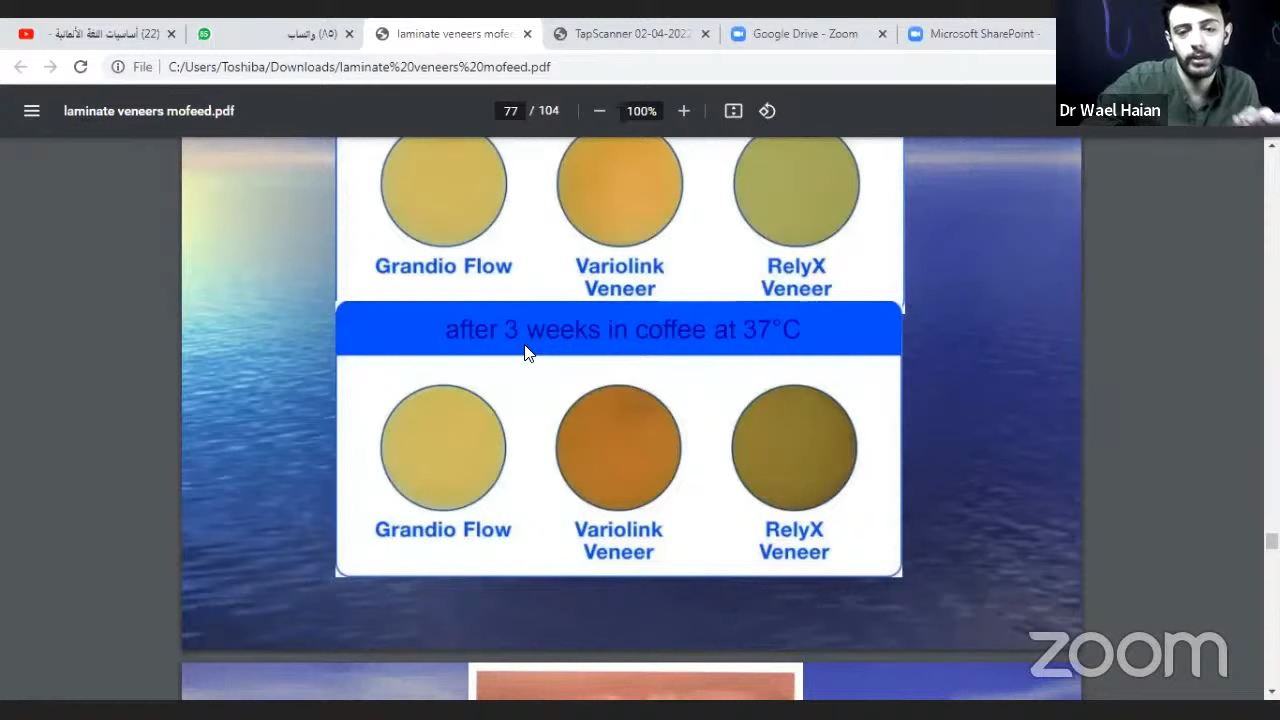 (22) أساسيات اللغة الألمانية -
(٨٥) واتساب
laminate veneers mofee
TapScanner 02-04-2022
Google Drive - Zoom
Microsoft SharePoint -
File
C:/Users/Toshiba/Downloads/laminate%20veneers%20mofeed.pdf
laminate veneers mofeed.pdf
77 / 104
100%
Dr Wael Haian
Grandio Flow
Variolink
Veneer
RelyX
Veneer
after 3 weeks in coffee at 37°C
Grandio Flow
Variolink
Veneer
RelyX
Veneer
zoom